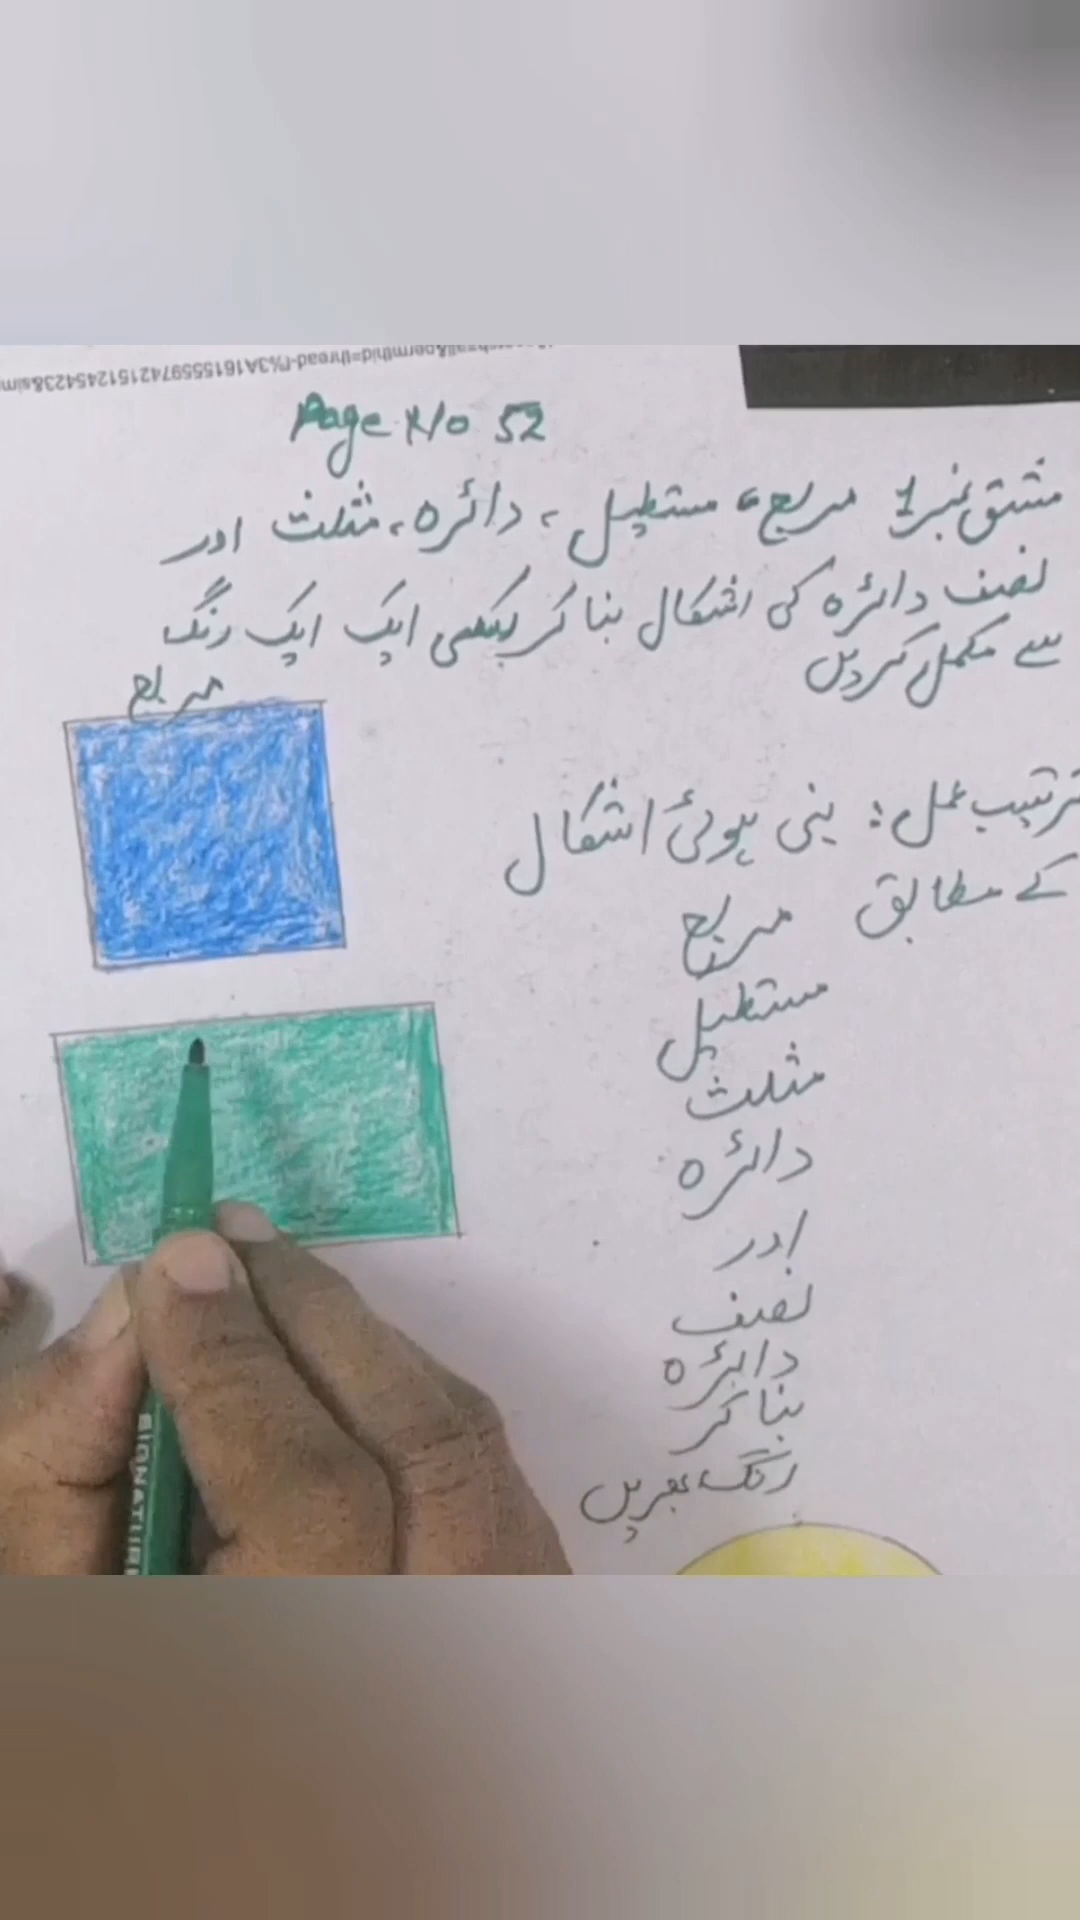 Page No 52
مشق نمبر 1 مربع، مستطیل، دائرہ، مثلث اور
نصف دائرہ کی اشکال بنا کر کسی ایک ایک رنگ
سے مکمل کریں
مربع
ترتیب عمل: بنی ہوئی اشکال
کے مطابق مربع
مستطیل
مثلث
دائرہ
اور
نصف
دائرہ
بنا کر
رنگ بھریں
SIGNATURE